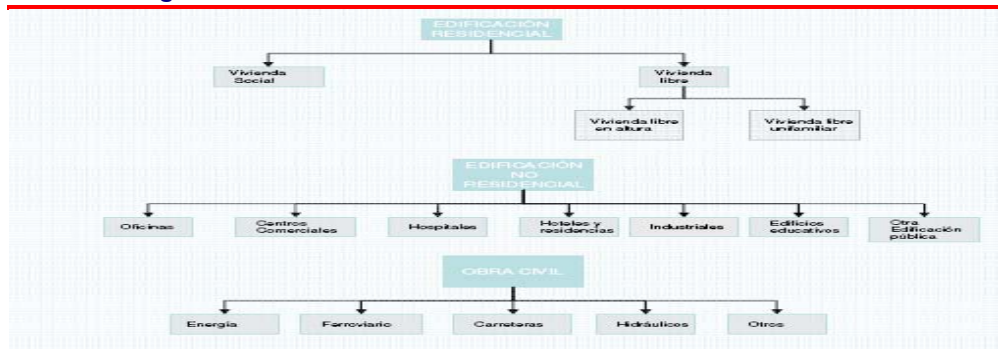 EDIFICACIÓN
RESIDENCIAL
Vivienda
Social
Vivienda
libre
Vivienda libre
en altura
Vivienda libre
unifamiliar
EDIFICACIÓN
NO
RESIDENCIAL
Oficinas
Centros
Comerciales
Hospitales
Hoteles y
residencias
Industriales
Edificios
educativos
Otra
Edificación
pública
OBRA CIVIL
Energía
Ferroviario
Carreteras
Hidráulicos
Otros